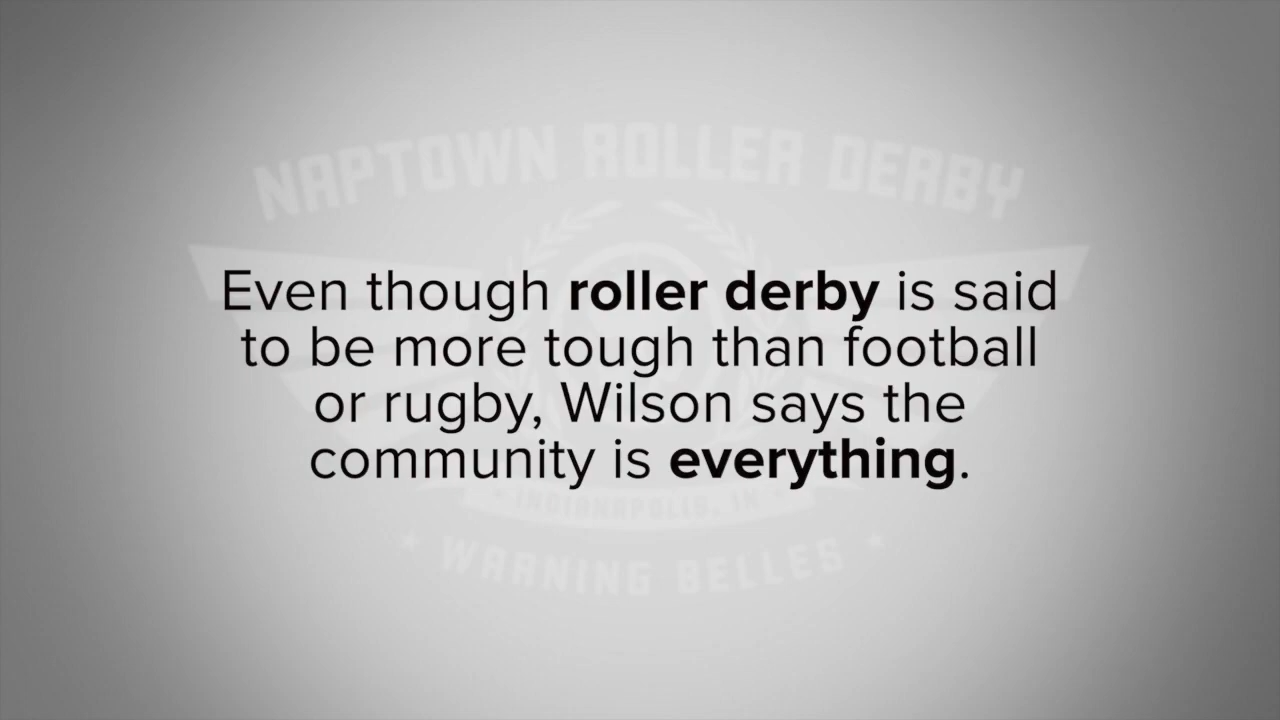 NAPTOWN ROLLER DERBY
Even though roller derby is said
to be more tough than football
or rugby, Wilson says the
community is everything.
INDIANAPOLIS, IN
WARNING BELLES